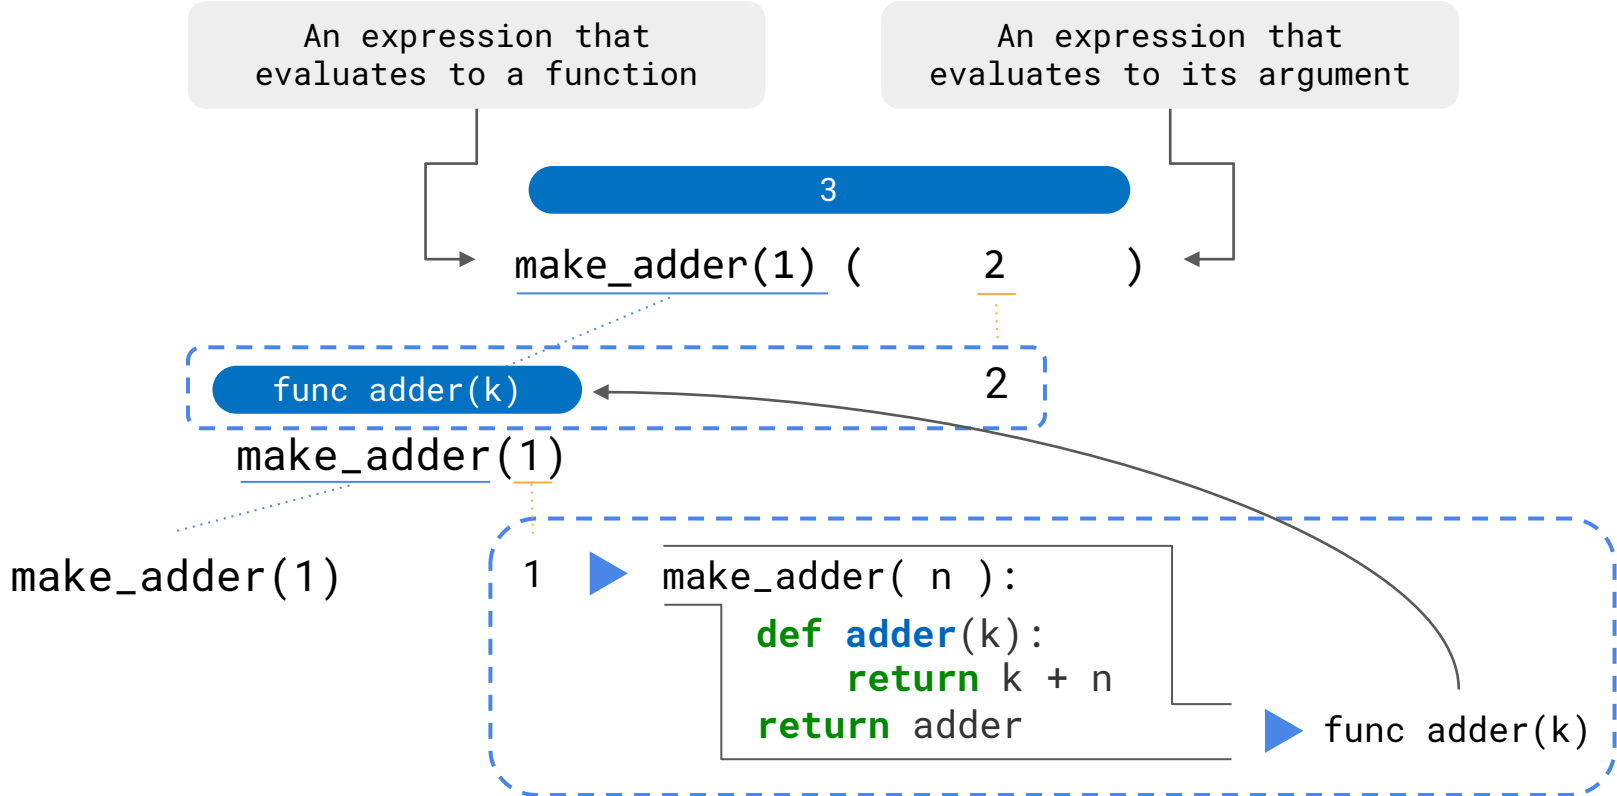 An expression that
evaluates to a function
An expression that
evaluates to its argument
3
make_adder(1) ( 2 )
func adder(k)
2
make_adder(1)
make_adder(1)
1
make_adder( n ):
def adder(k):
return k + n
return adder
func adder(k)